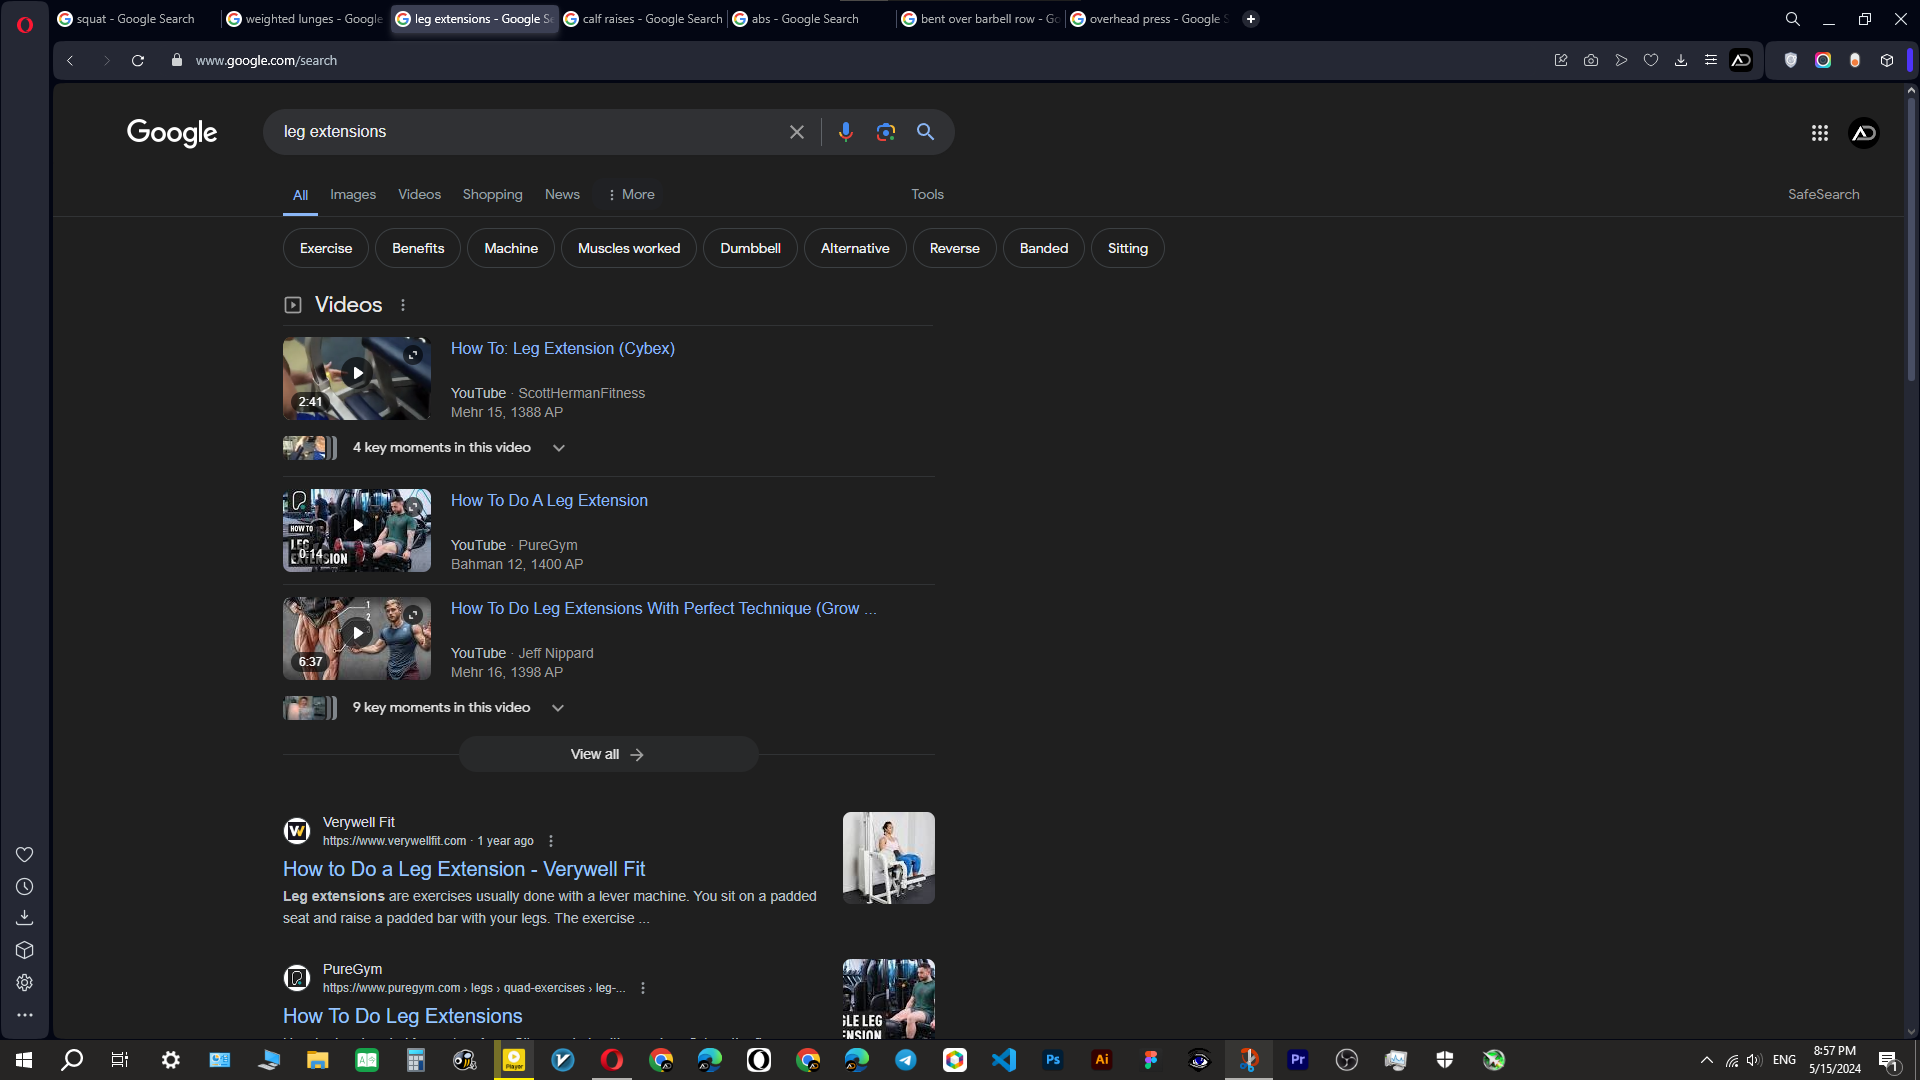 squat - Google Search
weighted lunges - Google
leg extensions - Google Se
calf raises - Google Search
abs - Google Search
bent over barbell row - Go
overhead press - Google S
www.google.com/search
Google
leg extensions
All
Images
Videos
Shopping
News
More
Tools
SafeSearch
Exercise
Benefits
Machine
Muscles worked
Dumbbell
Alternative
Reverse
Banded
Sitting
Videos
How To: Leg Extension (Cybex)
YouTube · ScottHermanFitness
Mehr 15, 1388 AP
2:41
4 key moments in this video
How To Do A Leg Extension
HOW TO
LEG
EXTENSION
0:14
YouTube · PureGym
Bahman 12, 1400 AP
How To Do Leg Extensions With Perfect Technique (Grow ...
1
2
3
6:37
YouTube · Jeff Nippard
Mehr 16, 1398 AP
9 key moments in this video
View all
Verywell Fit
https://www.verywellfit.com · 1 year ago
How to Do a Leg Extension - Verywell Fit
Leg extensions are exercises usually done with a lever machine. You sit on a padded
seat and raise a padded bar with your legs. The exercise ...
PureGym
https://www.puregym.com › legs › quad-exercises › leg-...
How To Do Leg Extensions
GLE LEG
ENSION
Player
Ps
Ai
Pr
ENG
8:57 PM
5/15/2024
1